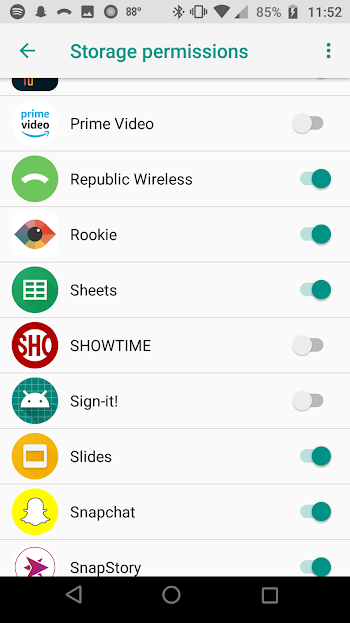 88° 85% 11:52
Storage permissions
prime
video
Prime Video
Republic Wireless
Rookie
Sheets
SHO
SHOWTIME
Sign-it!
Slides
Snapchat
SnapStory